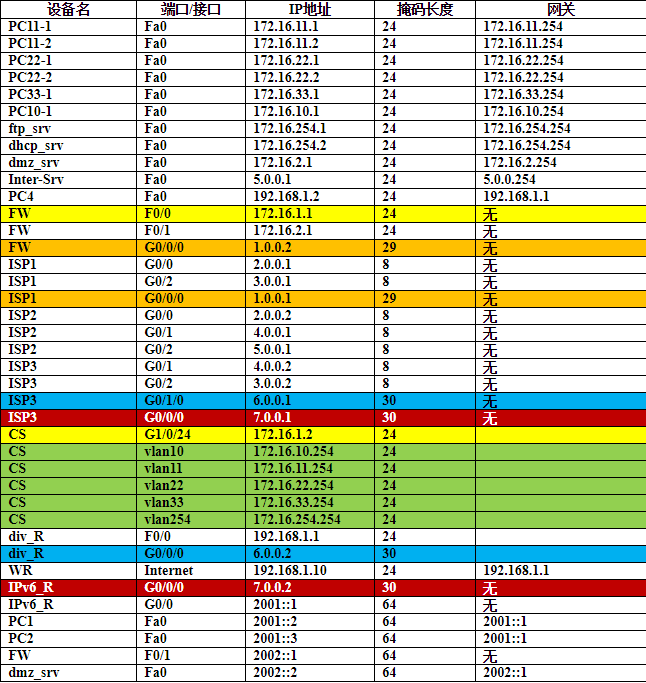 设备名 端口/接口 IP地址 掩码长度 网关
PC11-1 Fa0 172.16.11.1 24 172.16.11.254
PC11-2 Fa0 172.16.11.2 24 172.16.11.254
PC22-1 Fa0 172.16.22.1 24 172.16.22.254
PC22-2 Fa0 172.16.22.2 24 172.16.22.254
PC33-1 Fa0 172.16.33.1 24 172.16.33.254
PC10-1 Fa0 172.16.10.1 24 172.16.10.254
ftp_srv Fa0 172.16.254.1 24 172.16.254.254
dhcp_srv Fa0 172.16.254.2 24 172.16.254.254
dmz_srv Fa0 172.16.2.1 24 172.16.2.254
Inter-Srv Fa0 5.0.0.1 24 5.0.0.254
PC4 Fa0 192.168.1.2 24 192.168.1.1
FW F0/0 172.16.1.1 24 无
FW F0/1 172.16.2.1 24 无
FW G0/0/0 1.0.0.2 29 无
ISP1 G0/0 2.0.0.1 8 无
ISP1 G0/2 3.0.0.1 8 无
ISP1 G0/0/0 1.0.0.1 29 无
ISP2 G0/0 2.0.0.2 8 无
ISP2 G0/1 4.0.0.1 8 无
ISP2 G0/2 5.0.0.1 8 无
ISP3 G0/1 4.0.0.2 8 无
ISP3 G0/2 3.0.0.2 8 无
ISP3 G0/1/0 6.0.0.1 30 无
ISP3 G0/0/0 7.0.0.1 30 无
CS G1/0/24 172.16.1.2 24
CS vlan10 172.16.10.254 24
CS vlan11 172.16.11.254 24
CS vlan22 172.16.22.254 24
CS vlan33 172.16.33.254 24
CS vlan254 172.16.254.254 24
div_R F0/0 192.168.1.1 24
div_R G0/0/0 6.0.0.2 30
WR Internet 192.168.1.10 24 192.168.1.1
IPv6_R G0/0/0 7.0.0.2 30 无
IPv6_R G0/0 2001::1 64 无
PC1 Fa0 2001::2 64 2001::1
PC2 Fa0 2001::3 64 2001::1
FW F0/1 2002::1 64 无
dmz_srv Fa0 2002::2 64 2002::1